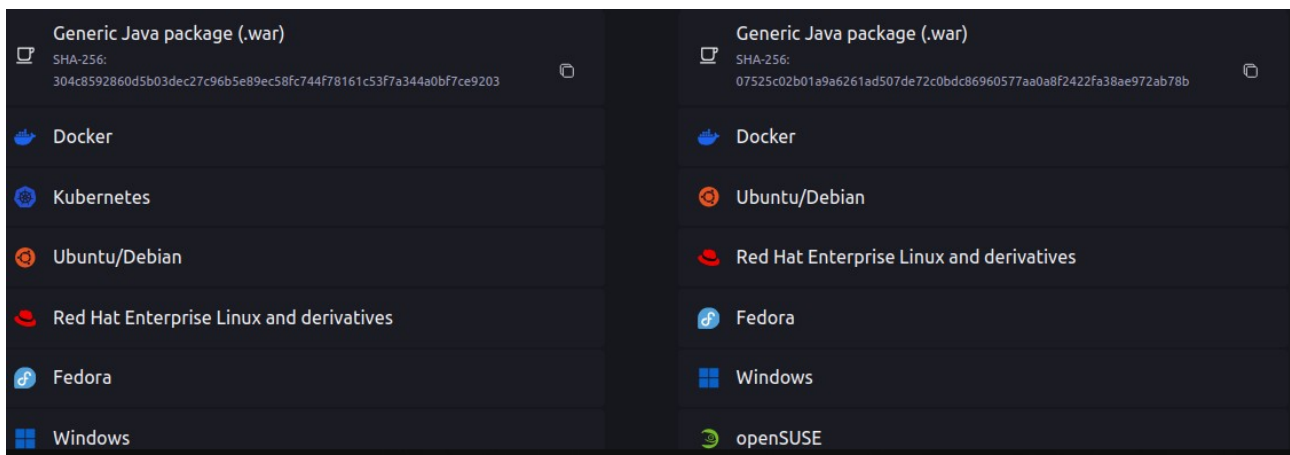 Generic Java package (.war)
SHA-256:
304c8592860d5b03dec27c96b5e89ec58fc744f78161c53f7a344a0bf7ce9203
Docker
Kubernetes
Ubuntu/Debian
Red Hat Enterprise Linux and derivatives
Fedora
Windows
Generic Java package (.war)
SHA-256:
07525c02b01a9a6261ad507de72c0bdc86960577aa0a8f2422fa38ae972ab78b
Docker
Ubuntu/Debian
Red Hat Enterprise Linux and derivatives
Fedora
Windows
openSUSE